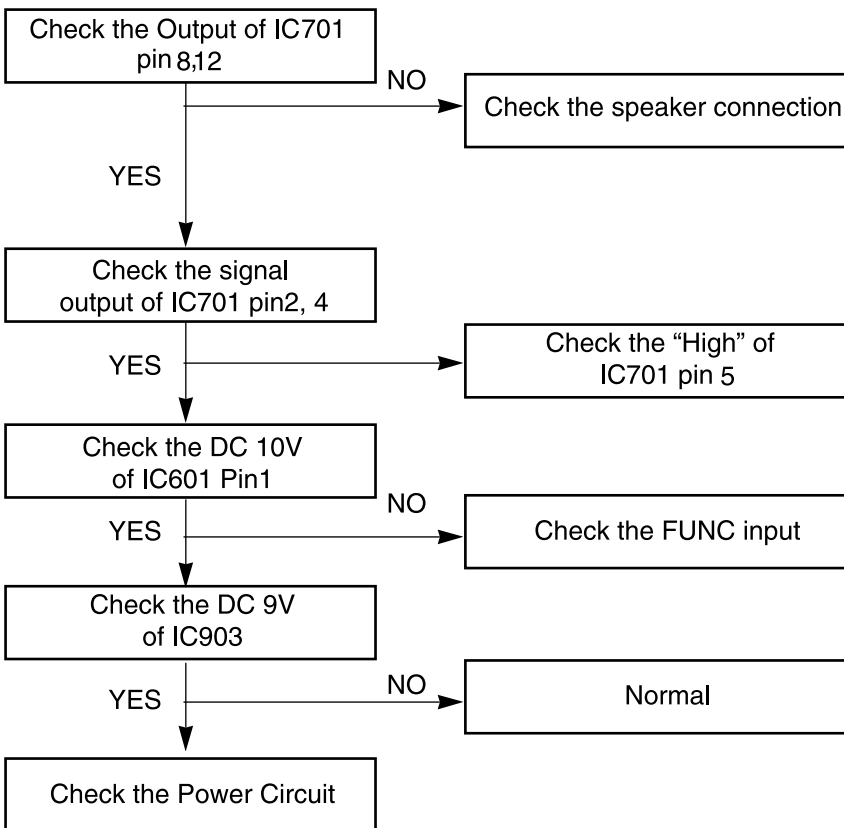 Check the Output of IC701
pin 8,12
NO
Check the speaker connection
YES
Check the signal
output of IC701 pin2, 4
YES
Check the “High” of
IC701 pin 5
Check the DC 10V
of IC601 Pin1
NO
YES
Check the FUNC input
Check the DC 9V
of IC903
NO
YES
Normal
Check the Power Circuit